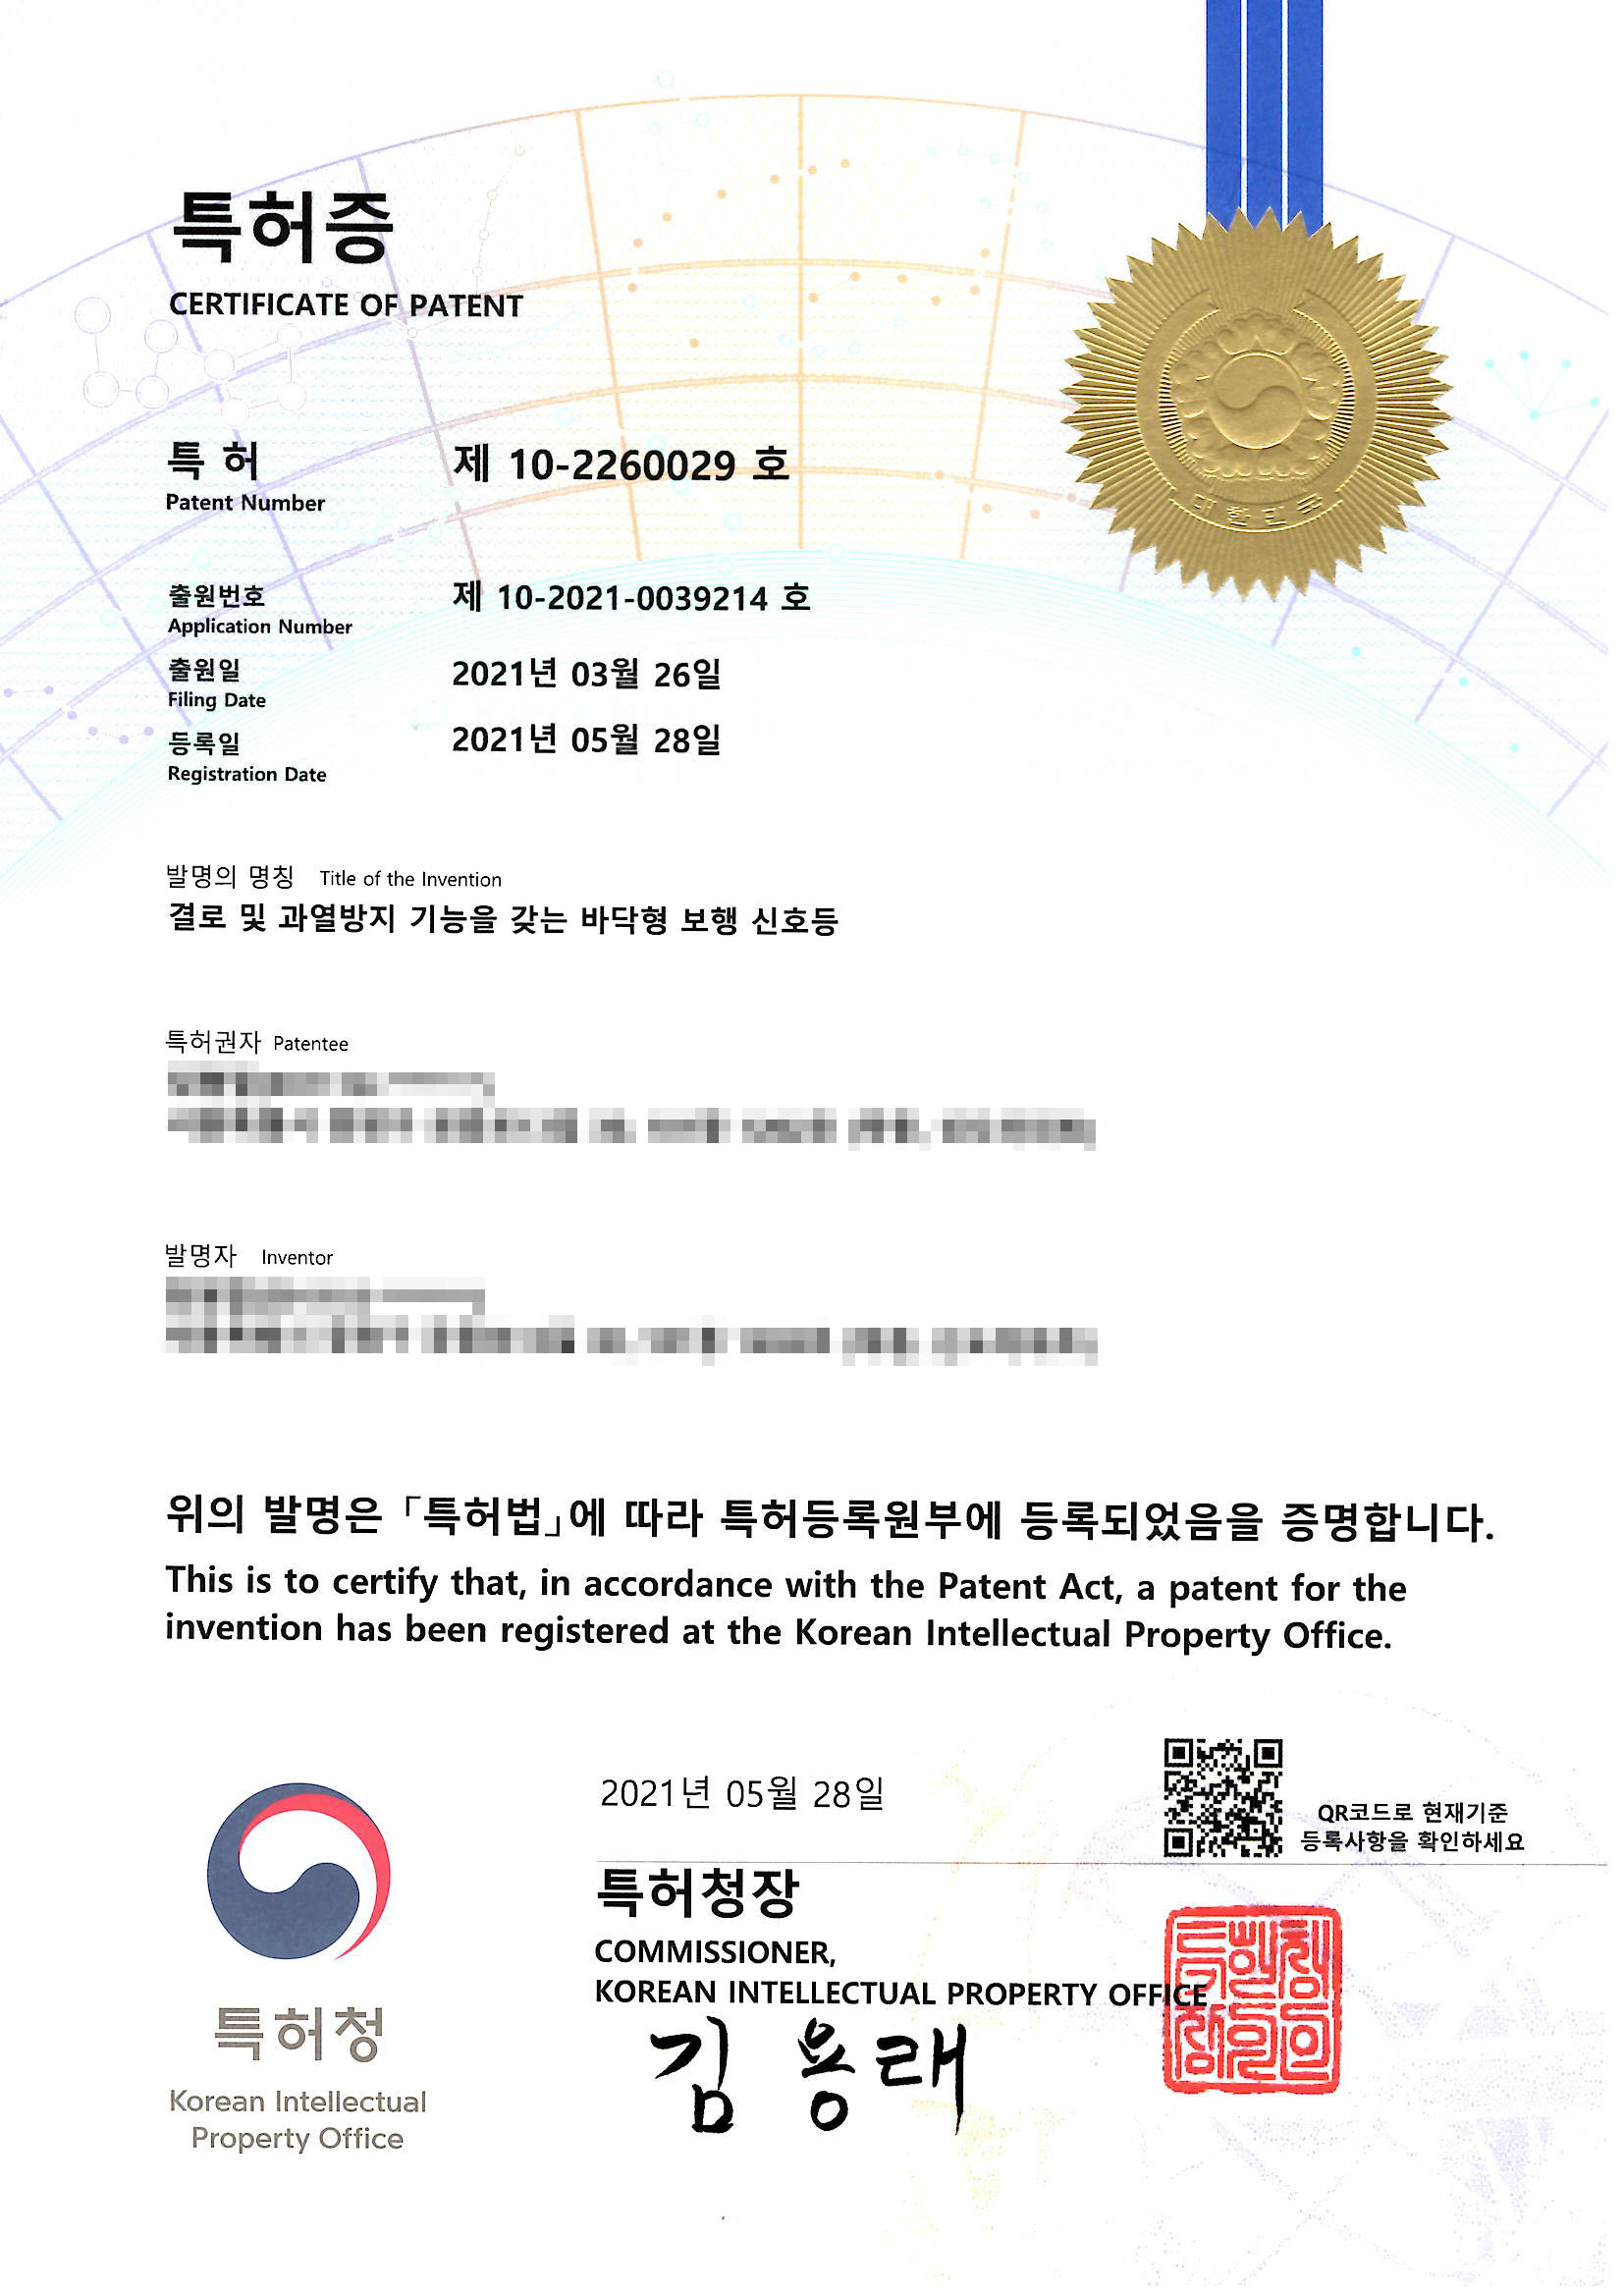 특허증
CERTIFICATE OF PATENT
특 허
Patent Number
제 10-2260029 호
출원번호
Application Number
제 10-2021-0039214 호
출원일
Filing Date
2021년 03월 26일
등록일
Registration Date
2021년 05월 28일
대한민국
발명의 명칭 Title of the Invention
결로 및 과열방지 기능을 갖는 바닥형 보행 신호등
특허권자 Patentee
발명자 Inventor
위의 발명은 「특허법」에 따라 특허등록원부에 등록되었음을 증명합니다.
This is to certify that, in accordance with the Patent Act, a patent for the
invention has been registered at the Korean Intellectual Property Office.
2021년 05월 28일
QR코드로 현재기준
등록사항을 확인하세요
특허청장
COMMISSIONER,
KOREAN INTELLECTUAL PROPERTY OFFICE
김용래
특허청장의인
특허청
Korean Intellectual
Property Office